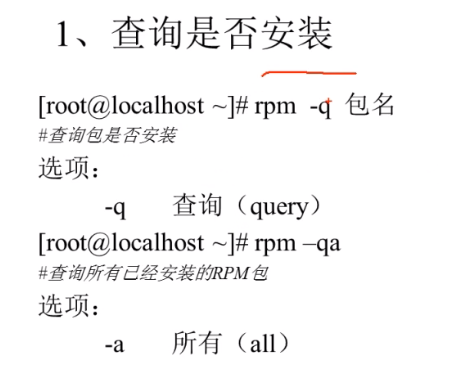 1、查询是否安装
[root@localhost ~]# rpm -q 包名
#查询包是否安装
选项：
-q 查询（query）
[root@localhost ~]# rpm –qa
#查询所有已经安装的RPM包
选项：
-a 所有（all）